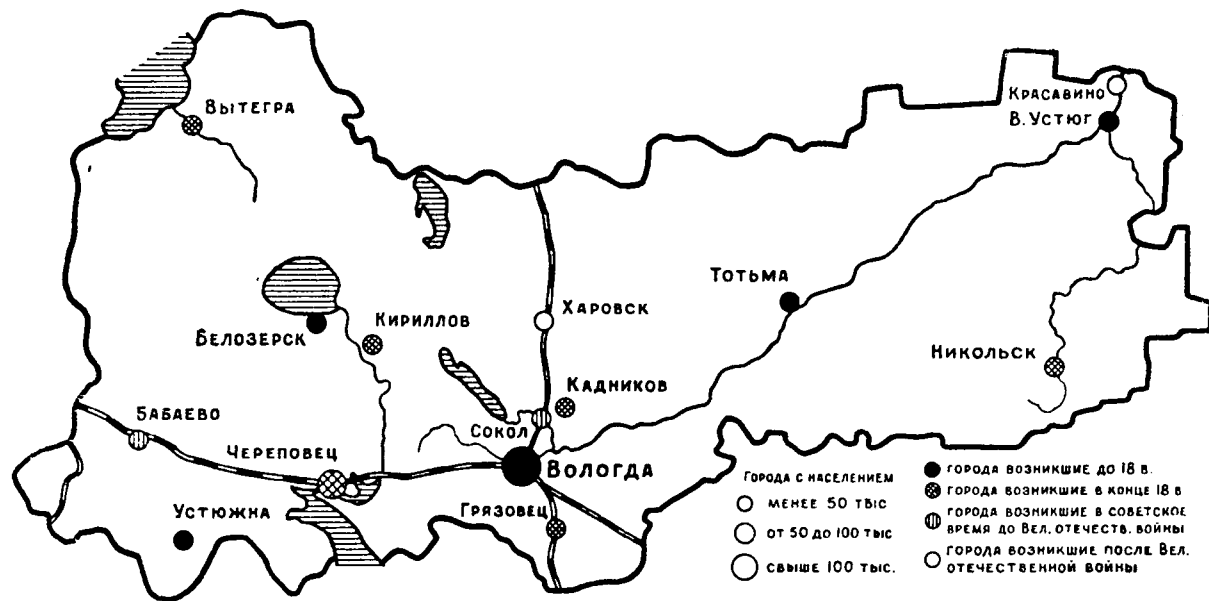 Вытегра
Красавино
В. Устюг
Тотьма
Харовск
Кириллов
Белозерск
Никольск
Кадников
Бабаево
Сокол
Череповец
Вологда
Устюжна
Грязовец
Города с населением
менее 50 тыс
от 50 до 100 тыс
свыше 100 тыс.
города возникшие до 18 в.
города возникшие в конце 18 в
города возникшие в советское
время до Вел. отечеств. войны
города возникшие после Вел.
отечественной войны